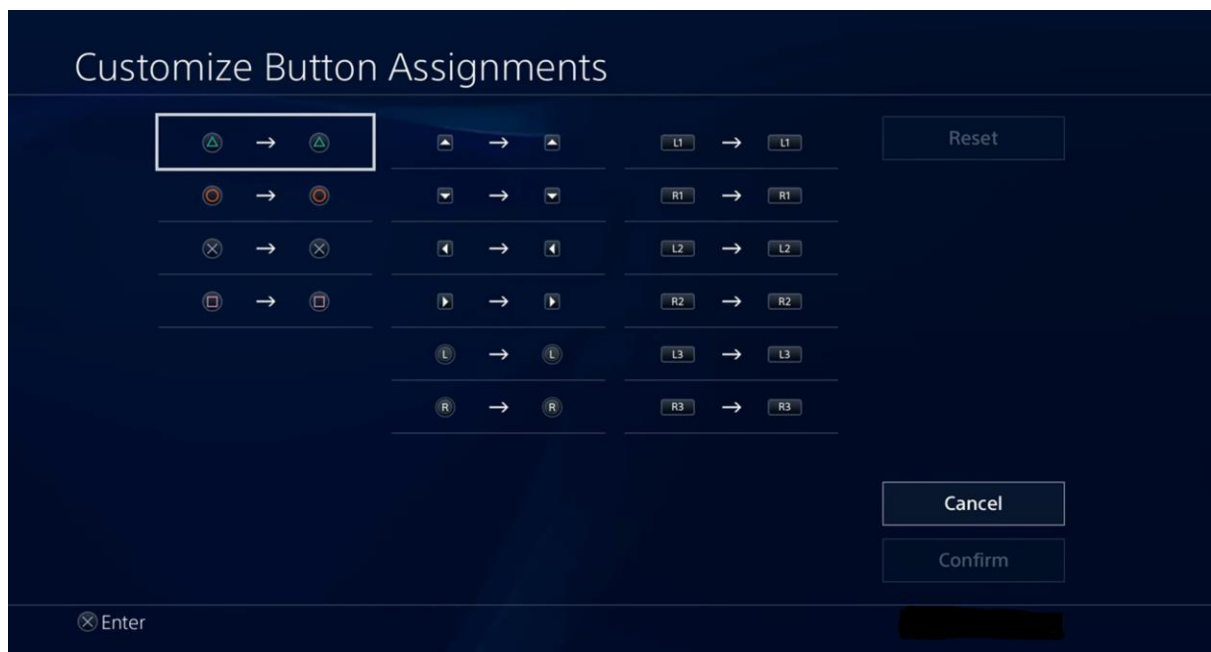 Customize Button Assignments
L1 → L1
Reset
R1 → R1
L2 → L2
R2 → R2
L → L
L3 → L3
R → R
R3 → R3
Cancel
Confirm
Enter